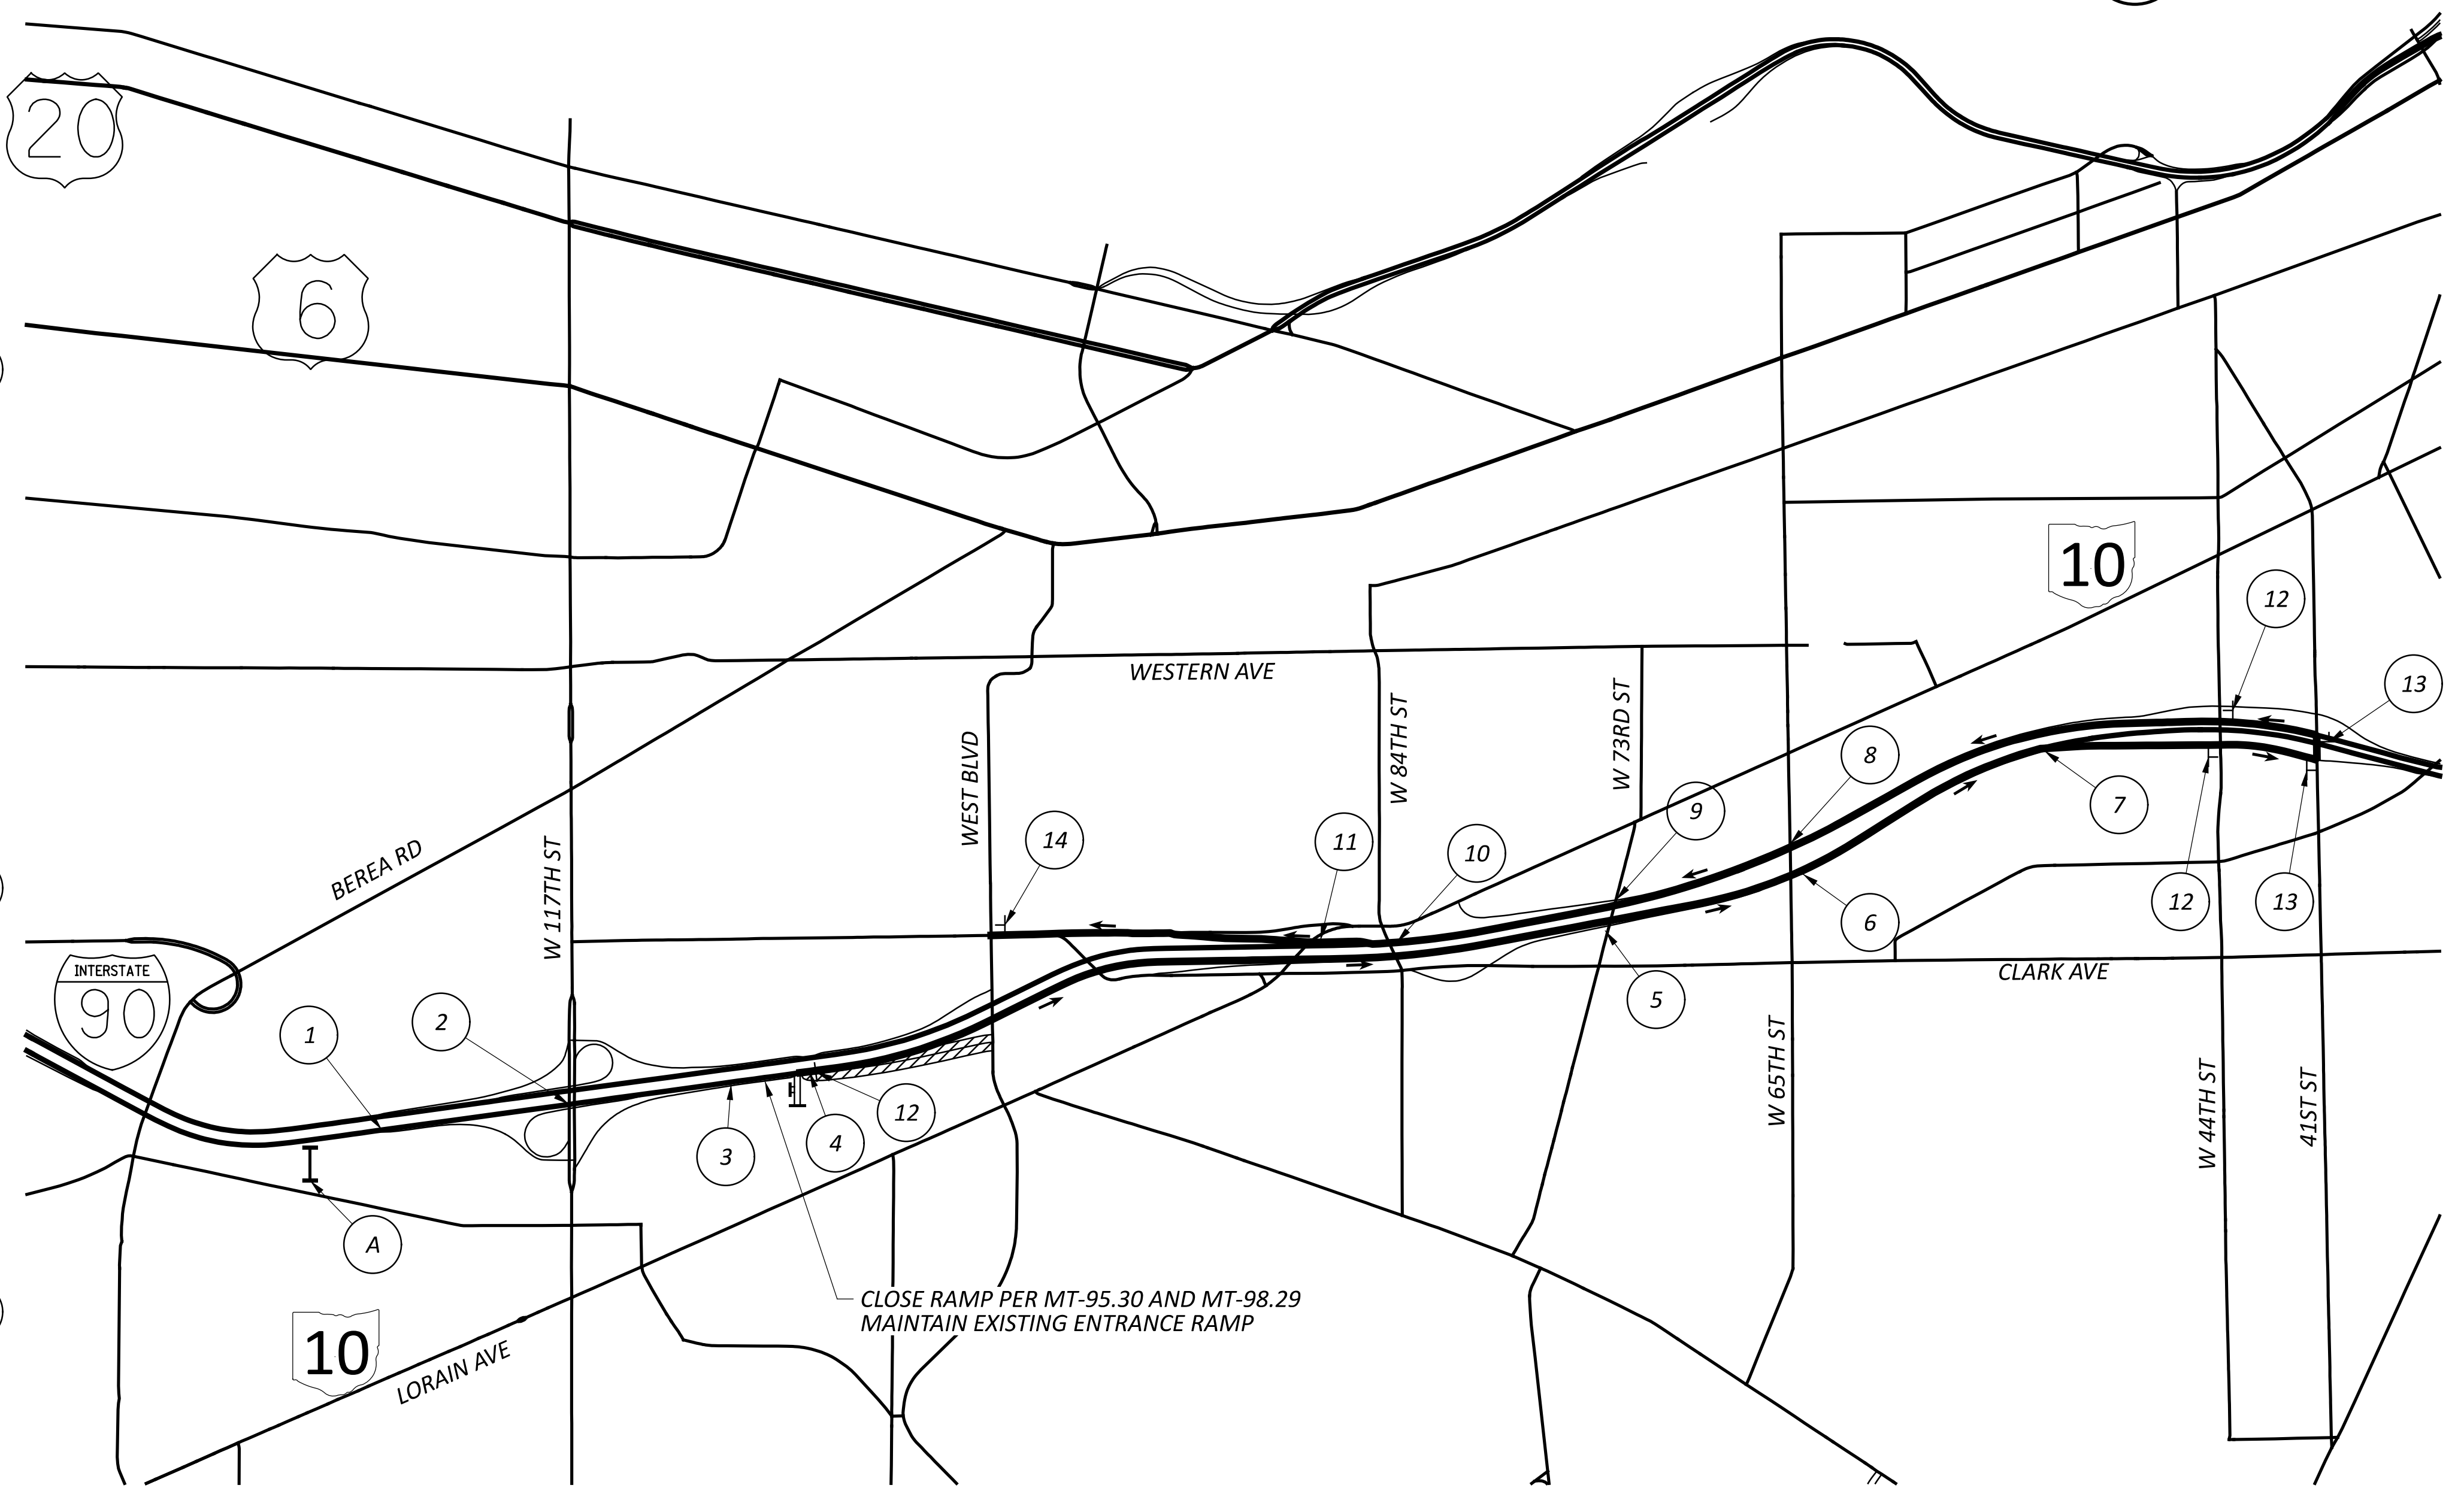 20
6
10
12
WESTERN AVE
13
W 73RD ST
W 84TH ST
WEST BLVD
8
7
9
14
11
10
BEREA RD
W 117TH ST
12
13
6
INTERSTATE
90
CLARK AVE
5
2
1
W 65TH ST
W 44TH ST
41ST ST
12
4
3
A
CLOSE RAMP PER MT-95.30 AND MT-98.29
MAINTAIN EXISTING ENTRANCE RAMP
10
LORAIN AVE